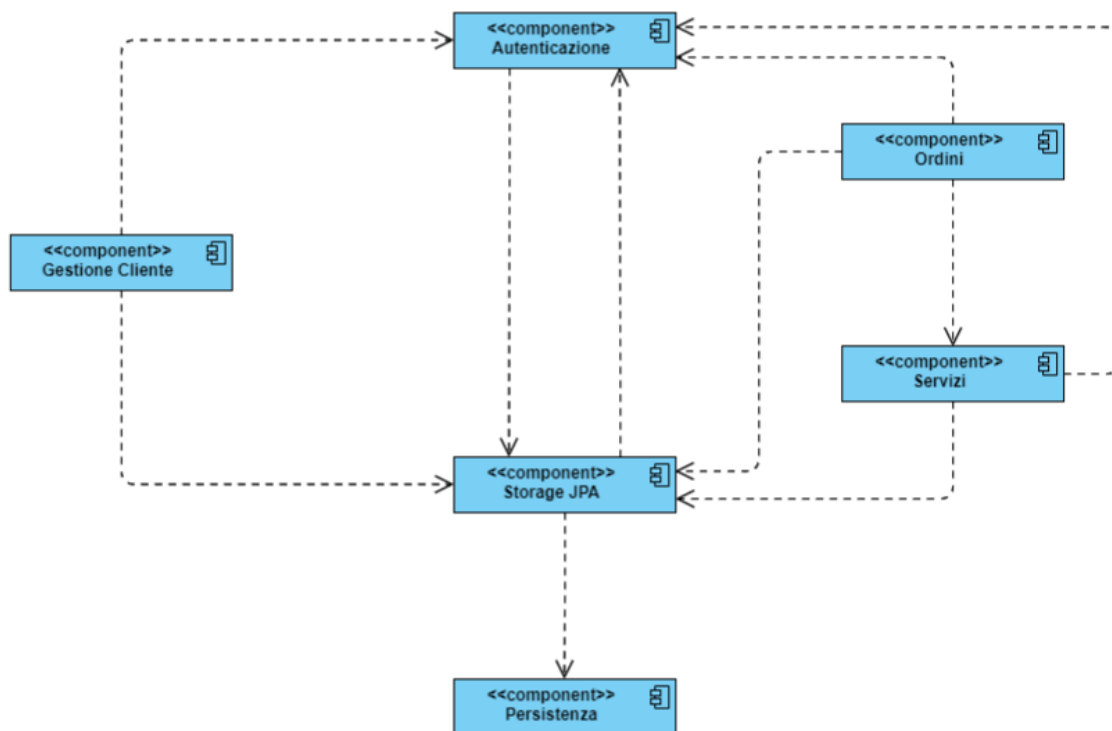 <<component>>
Autenticazione
<<component>>
Ordini
<<component>>
Gestione Cliente
<<component>>
Servizi
<<component>>
Storage JPA
<<component>>
Persistenza